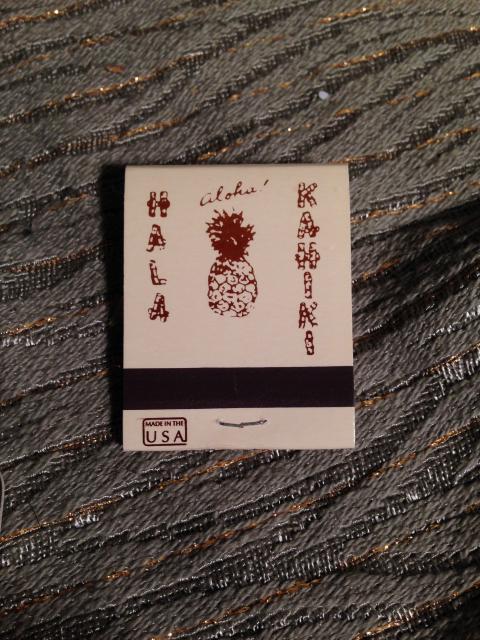 aloha!
HALA
KAHIKI
MADE IN THE
USA